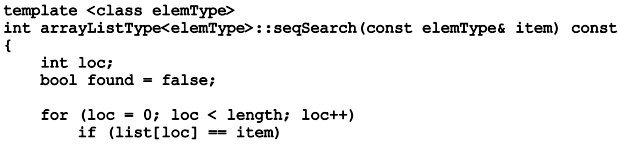 template <class elemType>
int arrayListType<elemType>::seqSearch(const elemType& item) const
{
    int loc;
    bool found = false;

    for (loc = 0; loc < length; loc++)
        if (list[loc] == item)